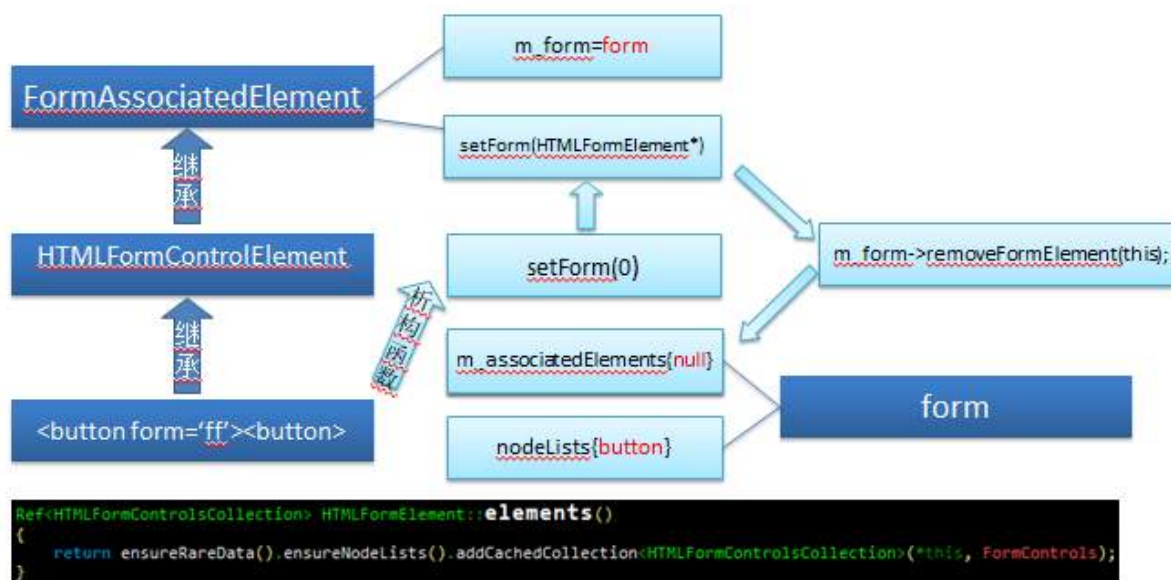 m_form=form
FormAssociatedElement
setForm(HTMLFormElement*)
继承
HTMLFormControlElement
setForm(0)
m_form->removeFormElement(this);
析构函数
继承
m_associatedElements{null}
form
<button form='ff'><button>
nodeLists{button}
Ref<HTMLFormControlsCollection> HTMLFormElement::elements()
{
return ensureRareData().ensureNodeLists().addCachedCollection<HTMLFormControlsCollection>(*this, FormControls);
}